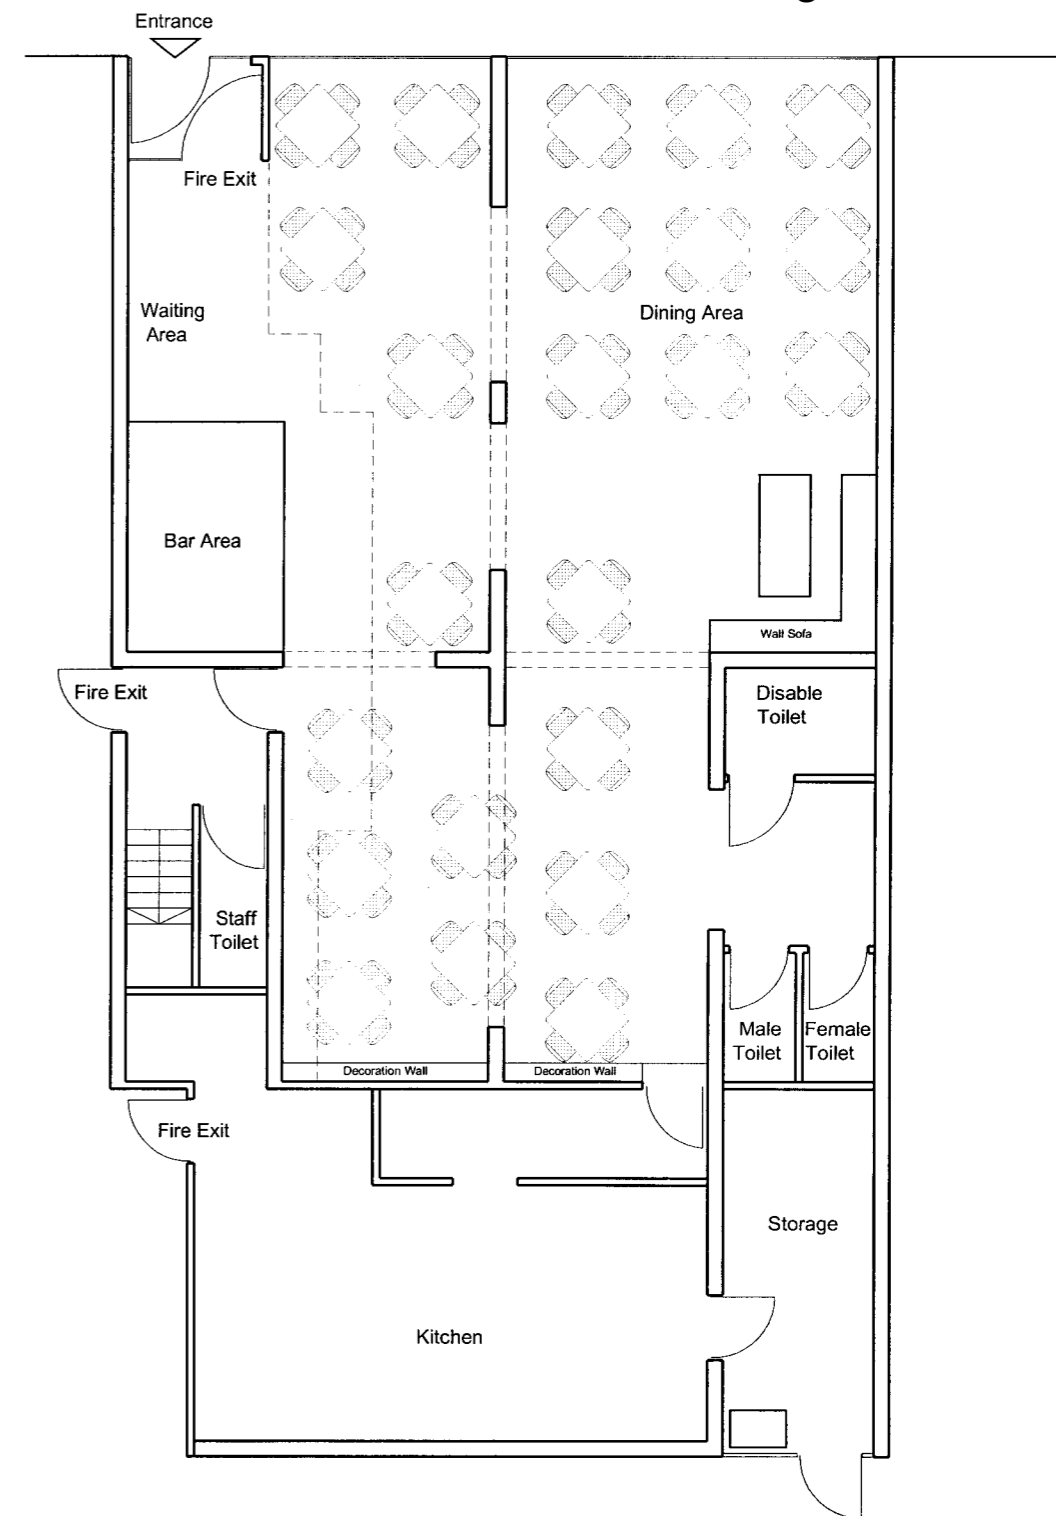 Entrance
Fire Exit
Waiting
Area
Dining Area
Bar Area
Wall Sofa
Fire Exit
Disable
Toilet
Staff
Toilet
Male
Toilet
Female
Toilet
Decoration Wall
Decoration Wall
Fire Exit
Storage
Kitchen